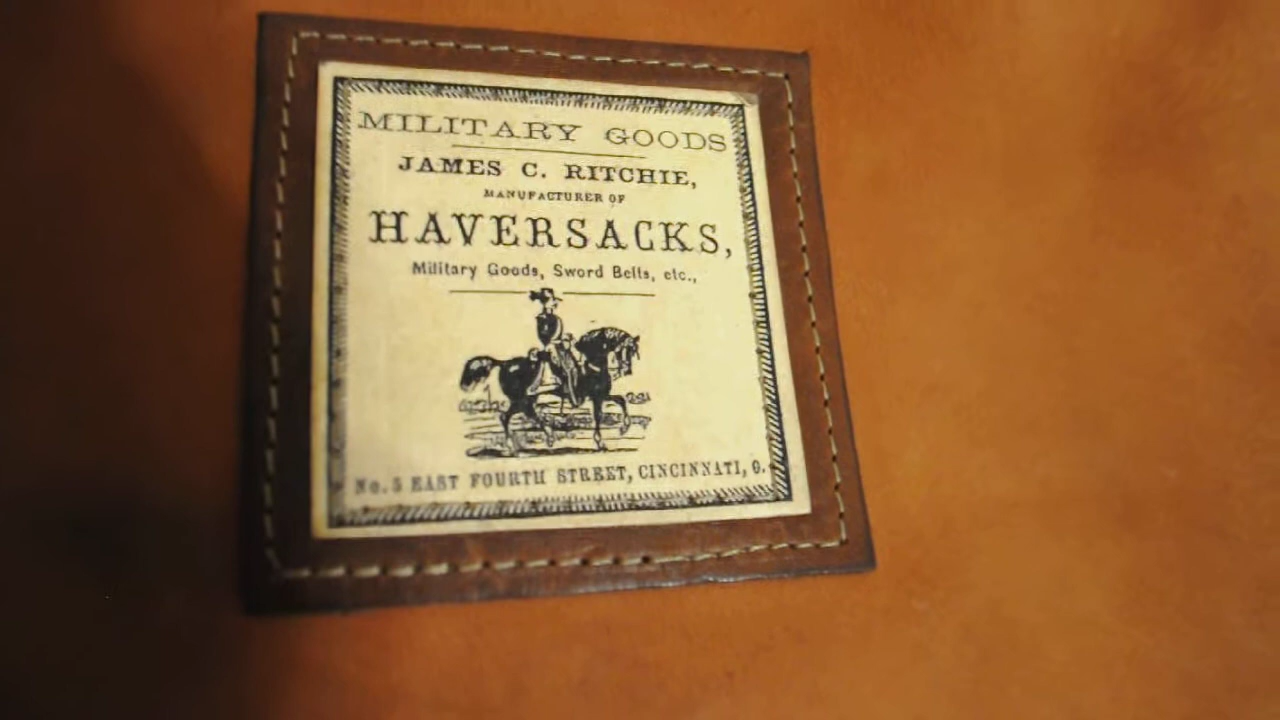 MILITARY GOODS
JAMES C. RITCHIE,
MANUFACTURER OF
HAVERSACKS,
Military Goods, Sword Belts, etc.,
No. 5 EAST FOURTH STREET, CINCINNATI, O.